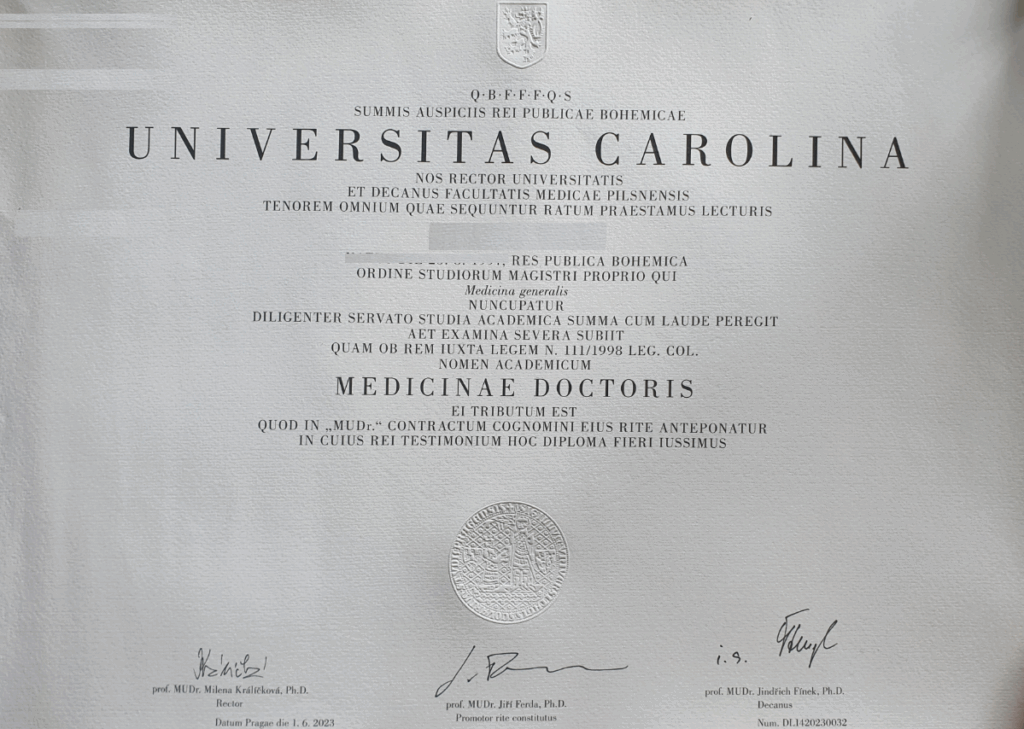 Q·B·F·F·F·Q·S
SUMMIS AUSPICIIS REI PUBLICAE BOHEMICAE
UNIVERSITAS CAROLINA
NOS RECTOR UNIVERSITATIS
ET DECANUS FACULTATIS MEDICAE PILSNENSIS
TENOREM OMNIUM QUAE SEQUUNTUR RATUM PRAESTAMUS LECTURIS
RES PUBLICA BOHEMICA
ORDINE STUDIORUM MAGISTRI PROPRIO QUI
Medicina generalis
NUNCUPATUR
DILIGENTER SERVATO STUDIA ACADEMICA SUMMA CUM LAUDE PEREGIT
AET EXAMINA SEVERA SUBIIT
QUAM OB REM IUXTA LEGEM N. 111/1998 LEG. COL.
NOMEN ACADEMICUM
MEDICINAE DOCTORIS
EI TRIBUTUM EST
QUOD IN „MUDr.“ CONTRACTUM COGNOMINI EIUS RITE ANTEPONATUR
IN CUIUS REI TESTIMONIUM HOC DIPLOMA FIERI IUSSIMUS
i. s.
prof. MUDr. Milena Králíčková, Ph.D.
Rector
Datum Pragae die 1. 6. 2023
prof. MUDr. Jiří Ferda, Ph.D.
Promotor rite constitutus
prof. MUDr. Jindřich Fínek, Ph.D.
Decanus
Num. DLI420230032